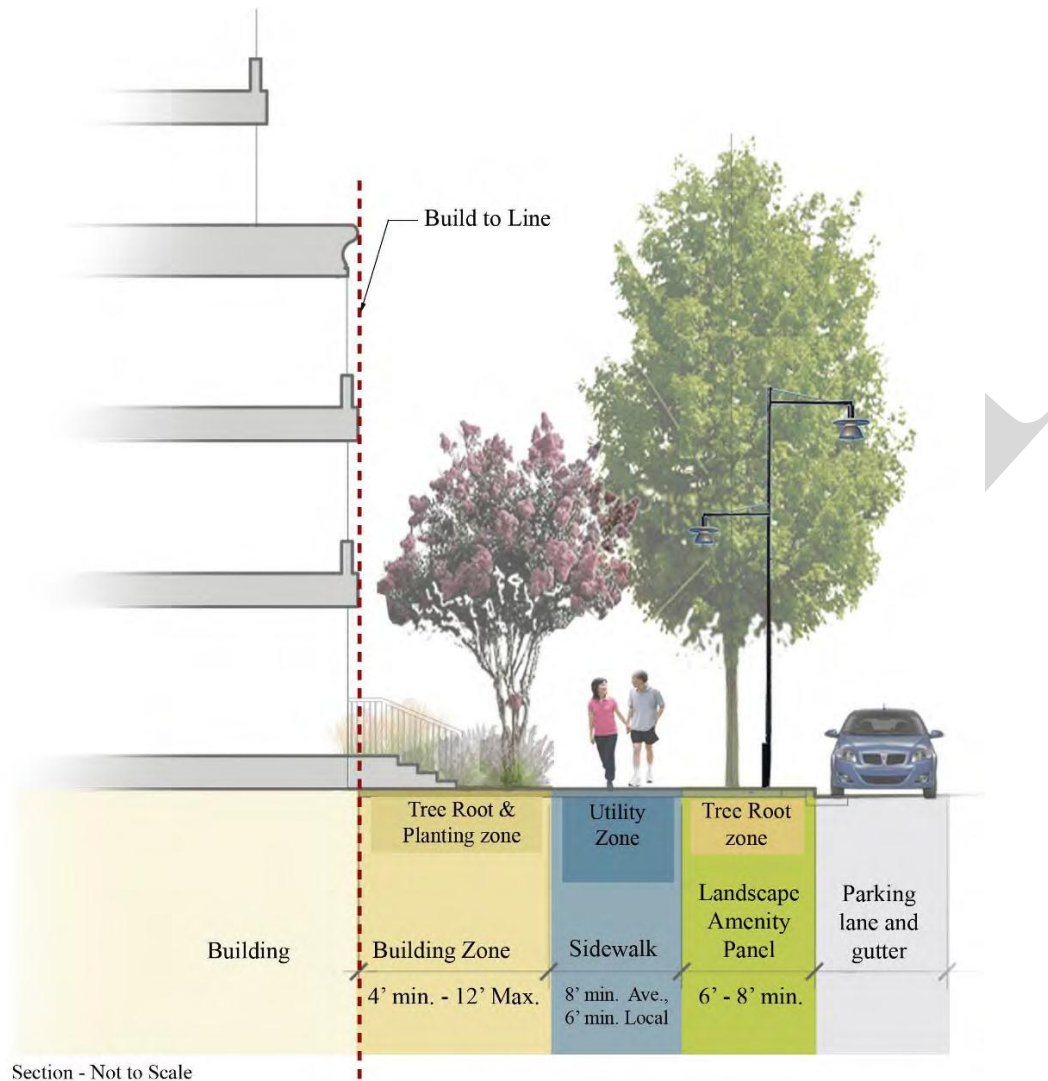 Build to Line
Tree Root &
Planting zone
Utility
Zone
Tree Root
zone
Building
Building Zone
Sidewalk
Landscape
Amenity
Panel
Parking
lane and
gutter
4’ min. - 12’ Max.
8’ min. Ave.,
6’ min. Local
6’ - 8’ min.
Section - Not to Scale